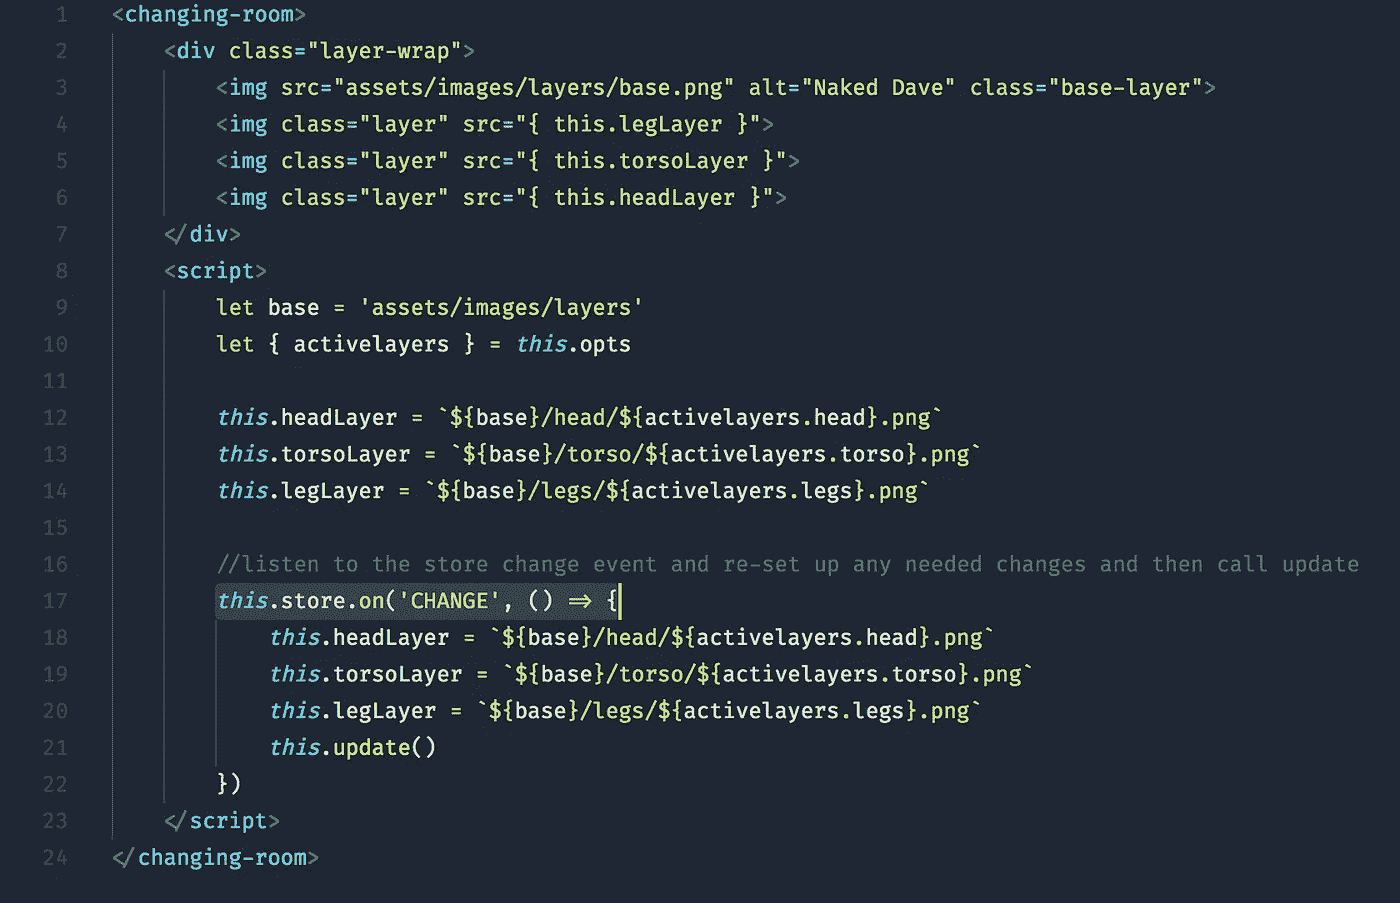 1 <changing-room>
2 <div class="layer-wrap">
3 <img src="assets/images/layers/base.png" alt="Naked Dave" class="base-layer">
4 <img class="layer" src="{ this.legLayer }">
5 <img class="layer" src="{ this.torsoLayer }">
6 <img class="layer" src="{ this.headLayer }">
7 </div>
8 <script>
9 let base = 'assets/images/layers'
10 let { activelayers } = this.opts
11
12 this.headLayer = `${base}/head/${activelayers.head}.png`
13 this.torsoLayer = `${base}/torso/${activelayers.torso}.png`
14 this.legLayer = `${base}/legs/${activelayers.legs}.png`
15
16 //listen to the store change event and re-set up any needed changes and then call update
17 this.store.on('CHANGE', () => {
18 this.headLayer = `${base}/head/${activelayers.head}.png`
19 this.torsoLayer = `${base}/torso/${activelayers.torso}.png`
20 this.legLayer = `${base}/legs/${activelayers.legs}.png`
21 this.update()
22 })
23 </script>
24 </changing-room>